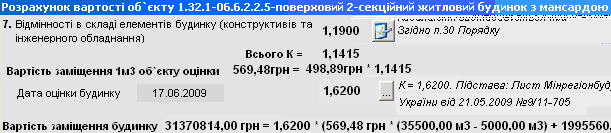 Розрахунок вартості об`єкту 1.32.1-06.6.2.2.5-поверховий 2-секційний житловий будинок з мансардою
7. Відмінності в складі елементів будинку (конструктивів та інженерного обладнання) 1,1900 Згідно п.30 Порядку
Всього К = 1,1415
Вартість заміщення 1м3 об`єкту оцінки 569,48грн = 498,89грн * 1,1415
Дата оцінки будинку 17.06.2009 1,6200 ... К = 1,6200. Підстава: Лист Мінрегіонбуд
України від 21.05.2009 №9/11-705
Вартість заміщення будинку 31370814,00 грн = 1,6200 * (569,48 грн * (35500,00 м3 - 5000,00 м3) + 1995560